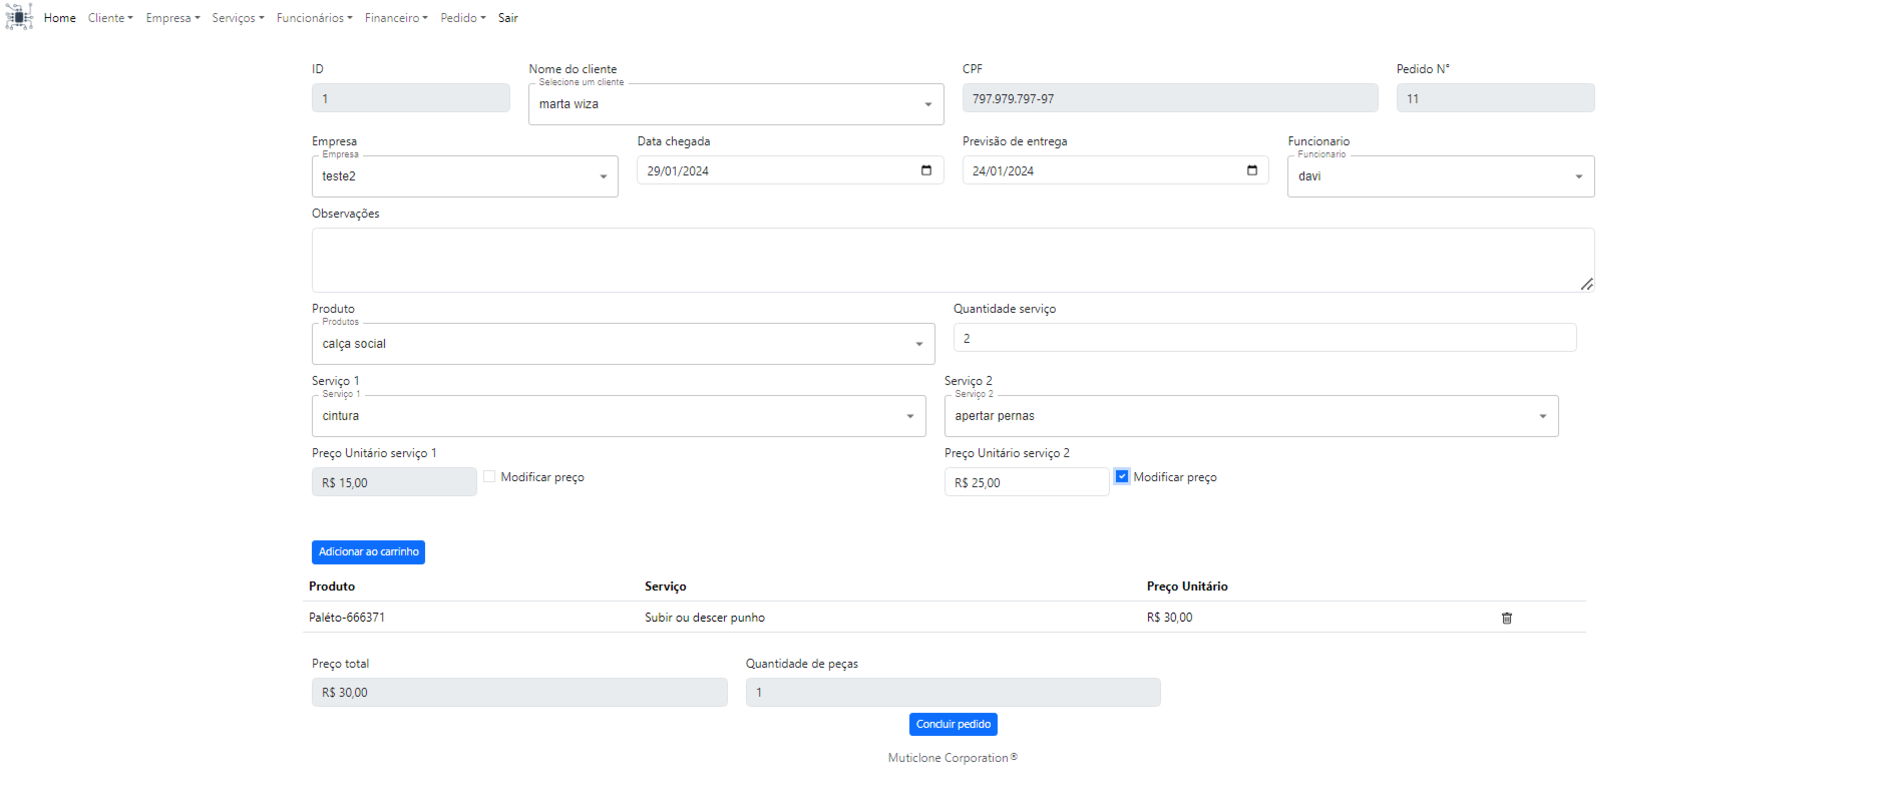 Home Cliente Empresa Serviços Funcionários Financeiro Pedido Sair
ID Nome do cliente CPF Pedido N°
Selecione um cliente
1 marta wiza 797.979.797-97 11
Empresa Data chegada Previsão de entrega Funcionario
Empresa Funcionario
teste2 29/01/2024 24/01/2024 davi
Observações
Produto Quantidade serviço
Produtos
calça social 2
Serviço 1 Serviço 2
Serviço 1 Serviço 2
cintura apertar pernas
Preço Unitário serviço 1 Preço Unitário serviço 2
R$ 15,00 Modificar preço R$ 25,00 Modificar preço
Adicionar ao carrinho
Produto Serviço Preço Unitário
Paléto-666371 Subir ou descer punho R$ 30,00
Preço total Quantidade de peças
R$ 30,00 1
Concluir pedido
Muticlone Corporation®